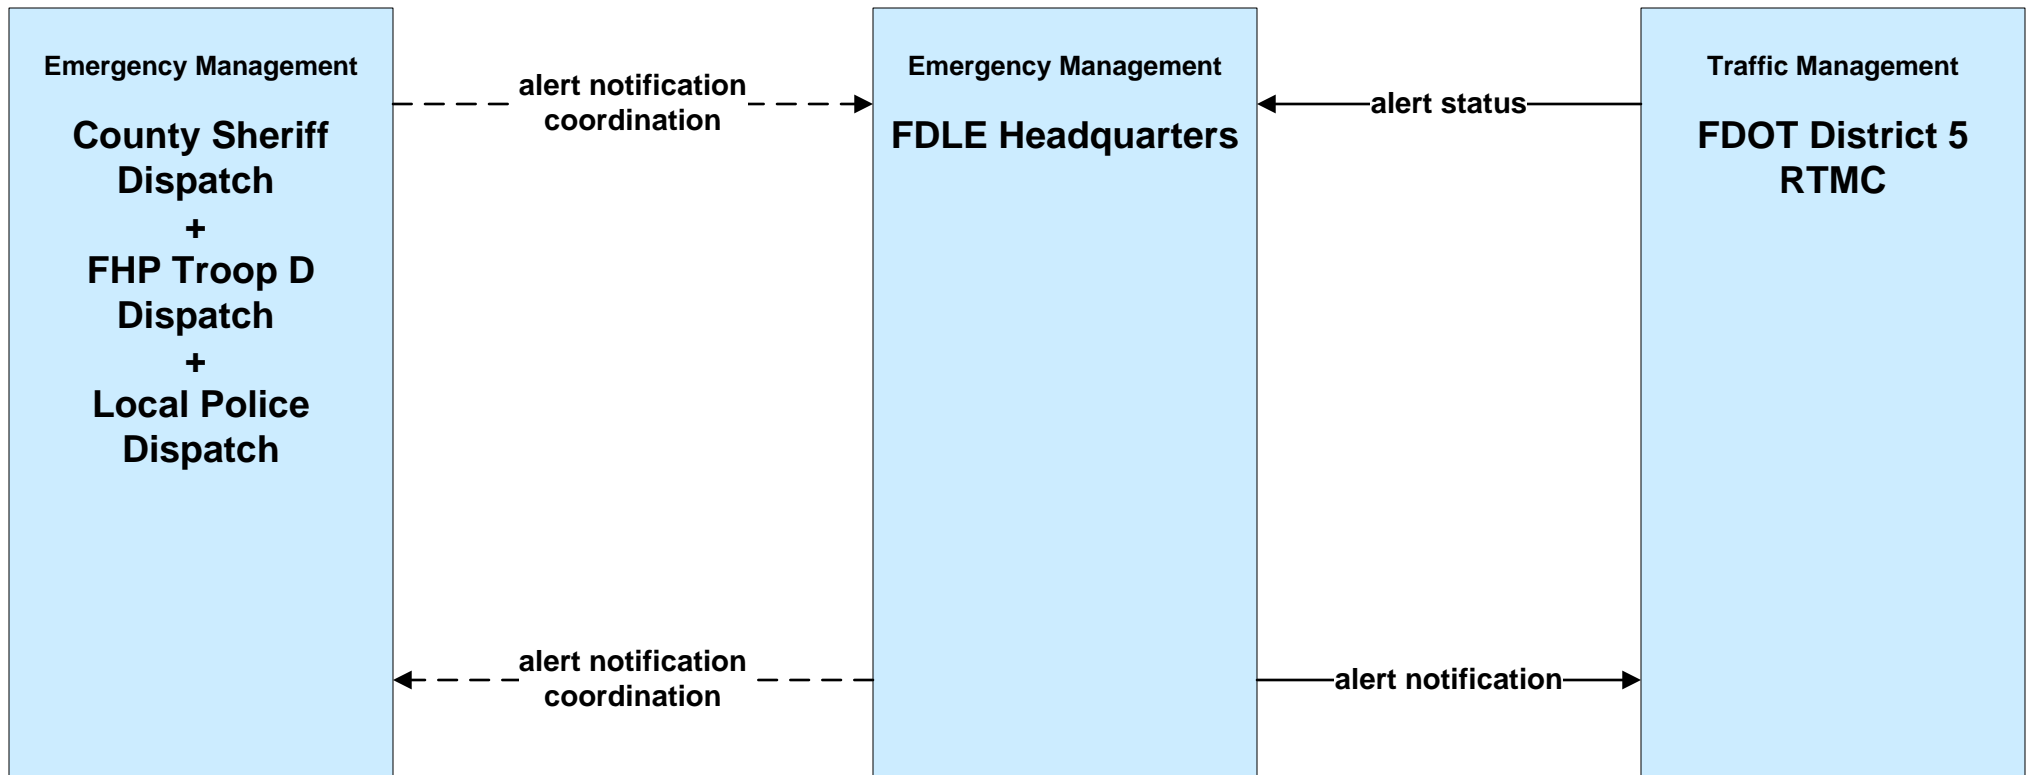 Emergency Management
County Sheriff
Dispatch
+
FHP Troop D
Dispatch
+
Local Police
Dispatch
alert notification
coordination
Emergency Management
FDLE Headquarters
alert status
Traffic Management
FDOT District 5
RTMC
alert notification
coordination
alert notification